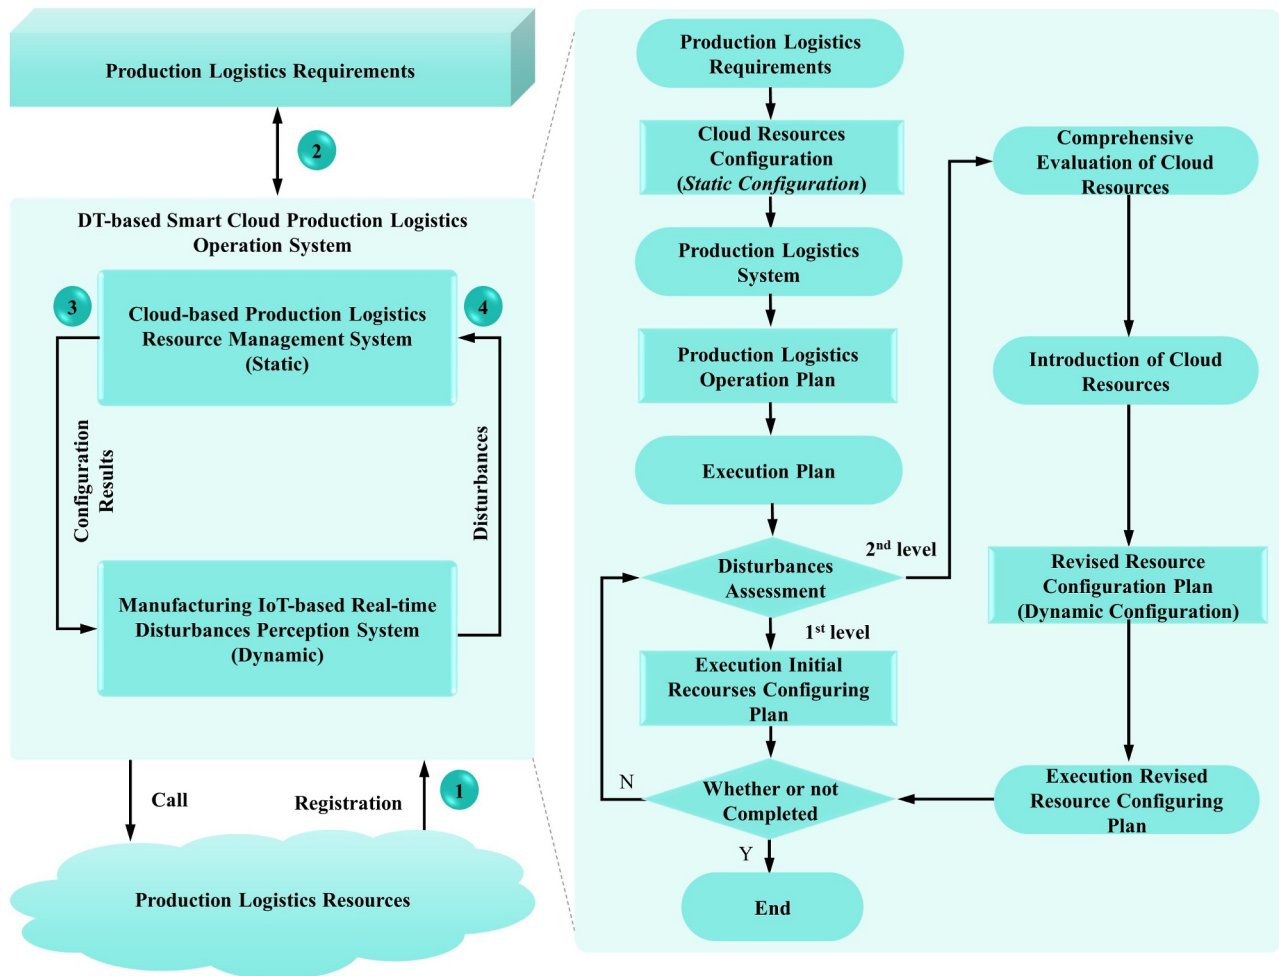 Production Logistics Requirements
2
DT-based Smart Cloud Production Logistics
Operation System
3
4
Cloud-based Production Logistics
Resource Management System
(Static)
Configuration
Results
Disturbances
Manufacturing IoT-based Real-time
Disturbances Perception System
(Dynamic)
Call
Registration
1
Production Logistics Resources
Production Logistics
Requirements
Cloud Resources
Configuration
(Static Configuration)
Production Logistics
System
Production Logistics
Operation Plan
Execution Plan
Disturbances
Assessment
2nd level
1st level
Execution Initial
Recourses Configuring
Plan
N
Whether or not
Completed
Y
End
Comprehensive
Evaluation of Cloud
Resources
Introduction of Cloud
Resources
Revised Resource
Configuration Plan
(Dynamic Configuration)
Execution Revised
Resource Configuring
Plan